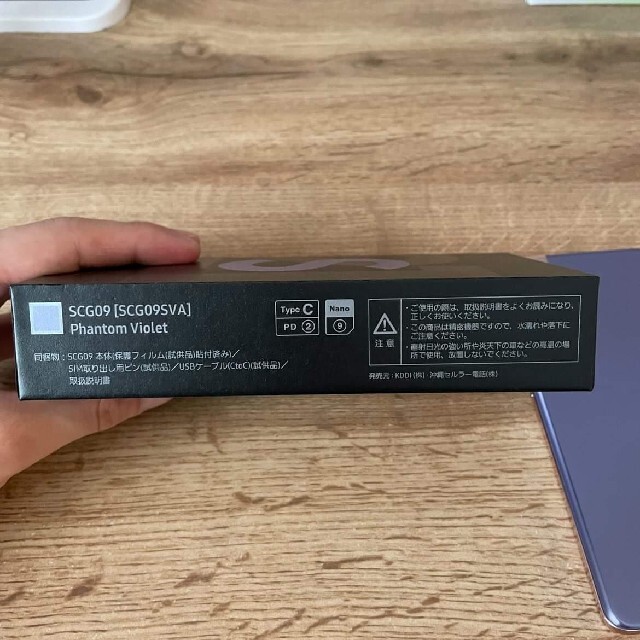 SCG09 [SCG09SVA]
Phantom Violet
同梱物：SCG09 本体(保護フィルム(試供品)貼付済み)／
SIM取り出し用ピン(試供品)／USBケーブル(CtoC)(試供品)／
取扱説明書
Type C
PD ②
Nano
⑨
注意
・ご使用の際は、取扱説明書をよくお読みになり、
正しくお使いください。
・この商品は精密機器ですので、水濡れや落下に
ご注意ください。
・直射日光の強い所や炎天下の車などの高温の場
所で使用、放置しないでください。
発売元：KDDI (株)・沖縄セルラー電話(株)
S